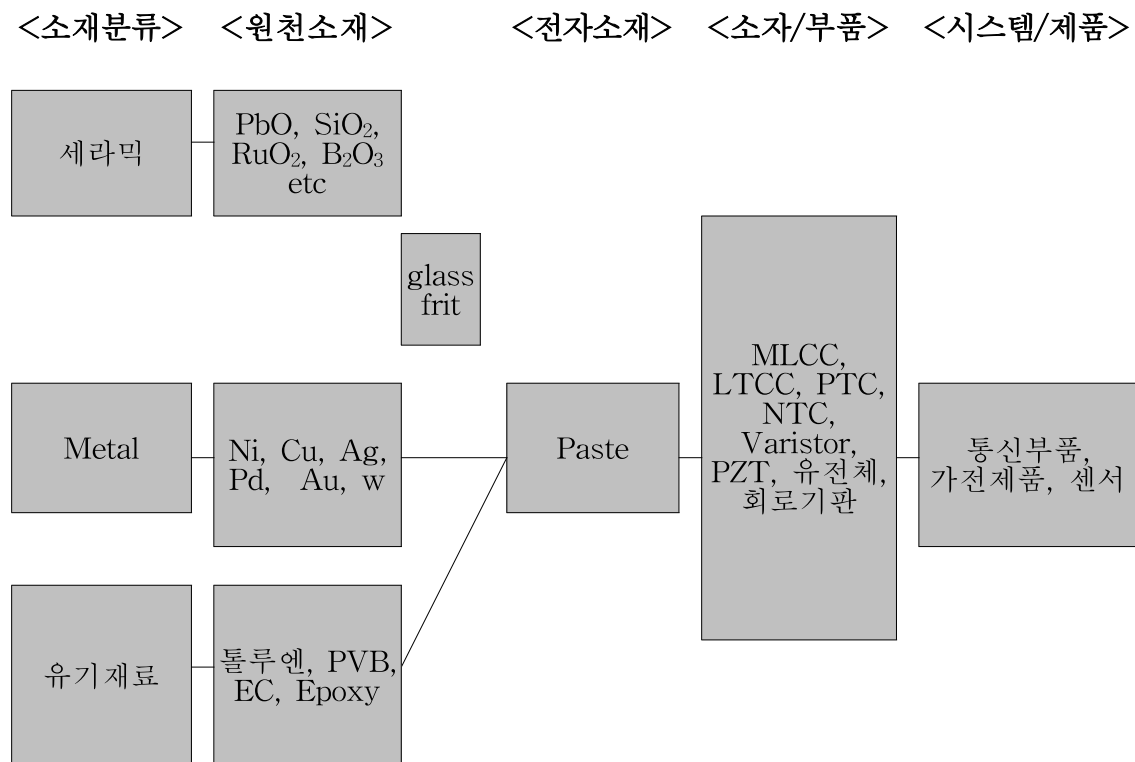 <소재분류> <원천소재> <전자소재> <소자/부품> <시스템/제품>
세라믹
PbO, SiO₂,
RuO₂, B₂O₃
etc
glass
frit
Metal
Ni, Cu, Ag,
Pd, Au, w
Paste
MLCC,
LTCC, PTC,
NTC,
Varistor,
PZT, 유전체,
회로기판
통신부품,
가전제품, 센서
유기재료
톨루엔, PVB,
EC, Epoxy